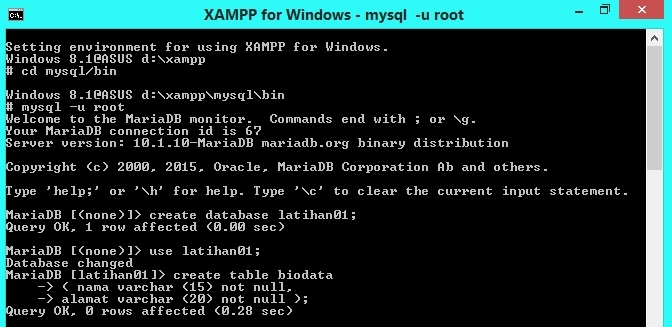 XAMPP for Windows - mysql  -u root
Setting environment for using XAMPP for Windows.
Windows 8.1@ASUS d:\xampp
# cd mysql/bin
Windows 8.1@ASUS d:\xampp\mysql\bin
# mysql -u root
Welcome to the MariaDB monitor.  Commands end with ; or \g.
Your MariaDB connection id is 67
Server version: 10.1.10-MariaDB mariadb.org binary distribution
Copyright (c) 2000, 2015, Oracle, MariaDB Corporation Ab and others.
Type 'help;' or '\h' for help. Type '\c' to clear the current input statement.
MariaDB [(none)]> create database latihan01;
Query OK, 1 row affected (0.00 sec)
MariaDB [(none)]> use latihan01;
Database changed
MariaDB [latihan01]> create table biodata
    -> ( nama varchar (15) not null,
    -> alamat varchar (20) not null );
Query OK, 0 rows affected (0.28 sec)